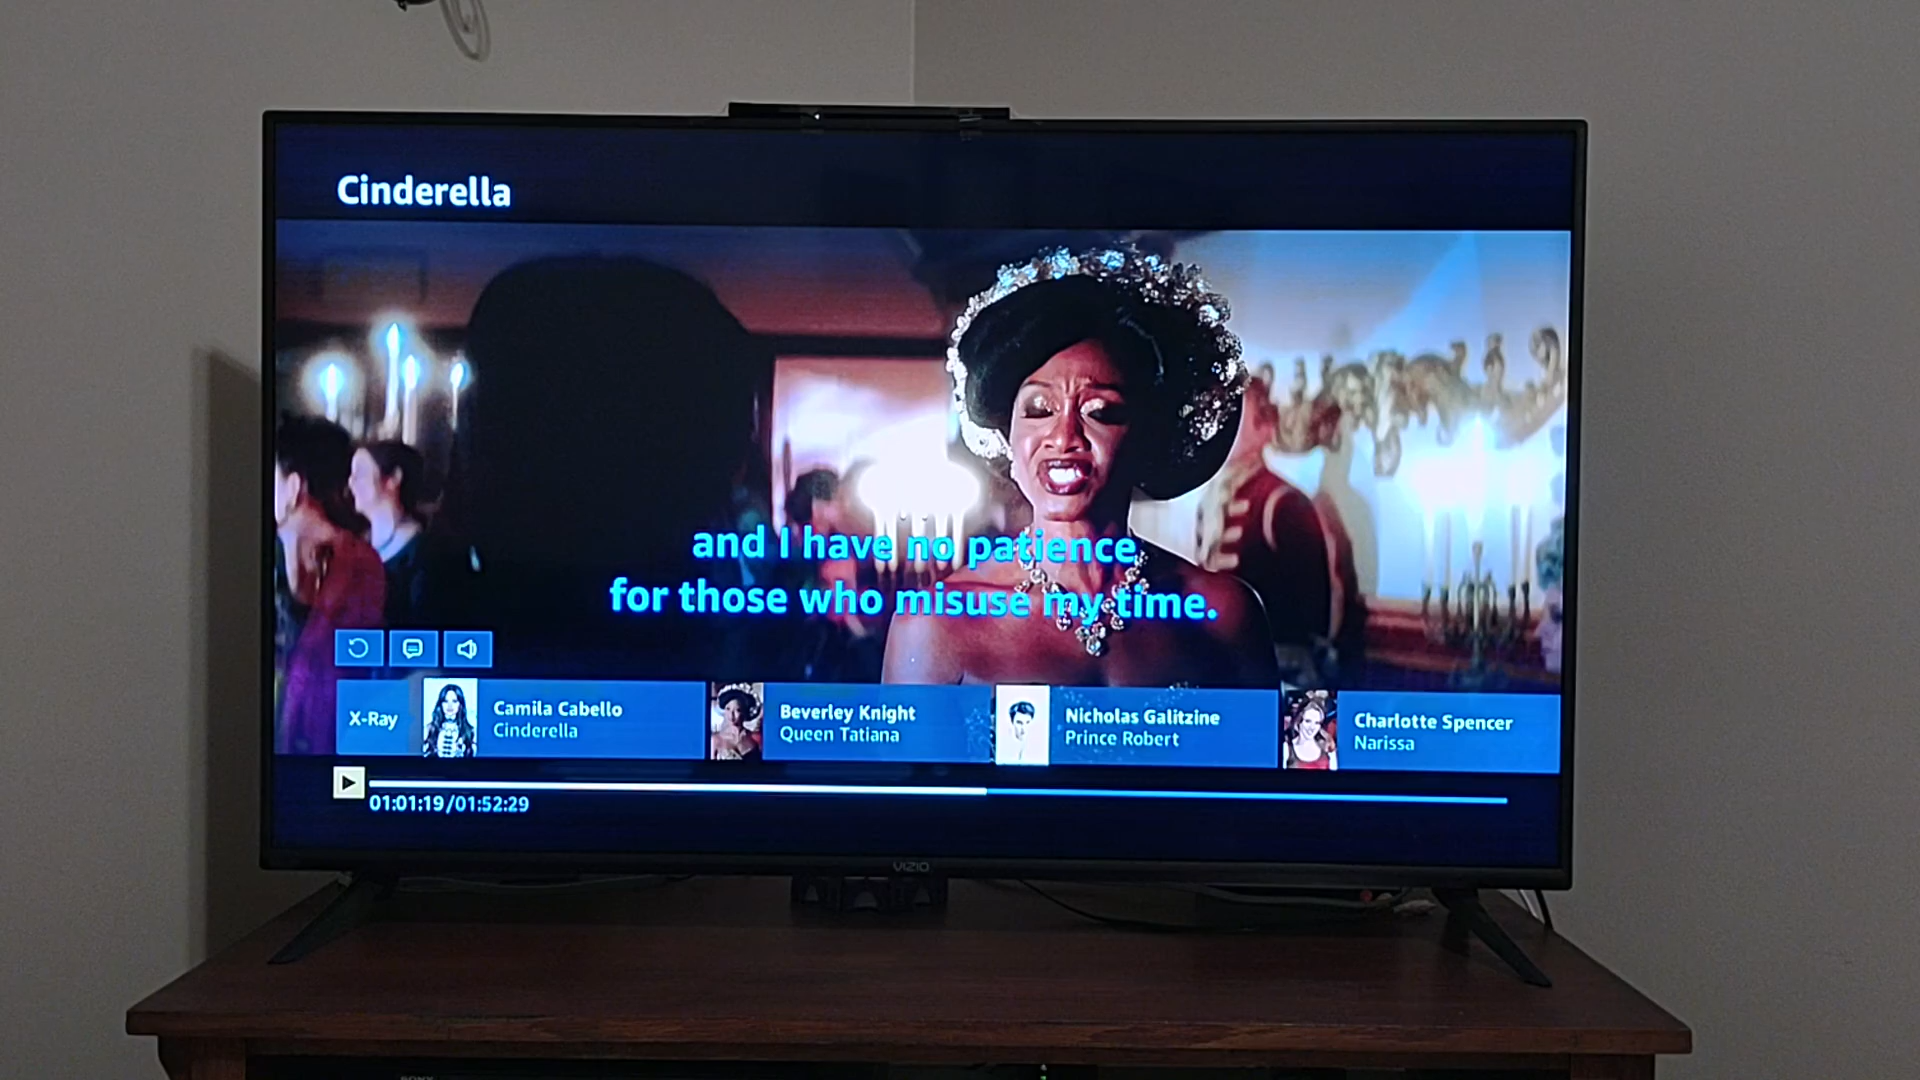 Cinderella
and I have no patience
for those who misuse my time.
X-Ray
Camila Cabello
Cinderella
Beverley Knight
Queen Tatiana
Nicholas Galitzine
Prince Robert
Charlotte Spencer
Narissa
01:01:19/01:52:29
VIZIO
SONY